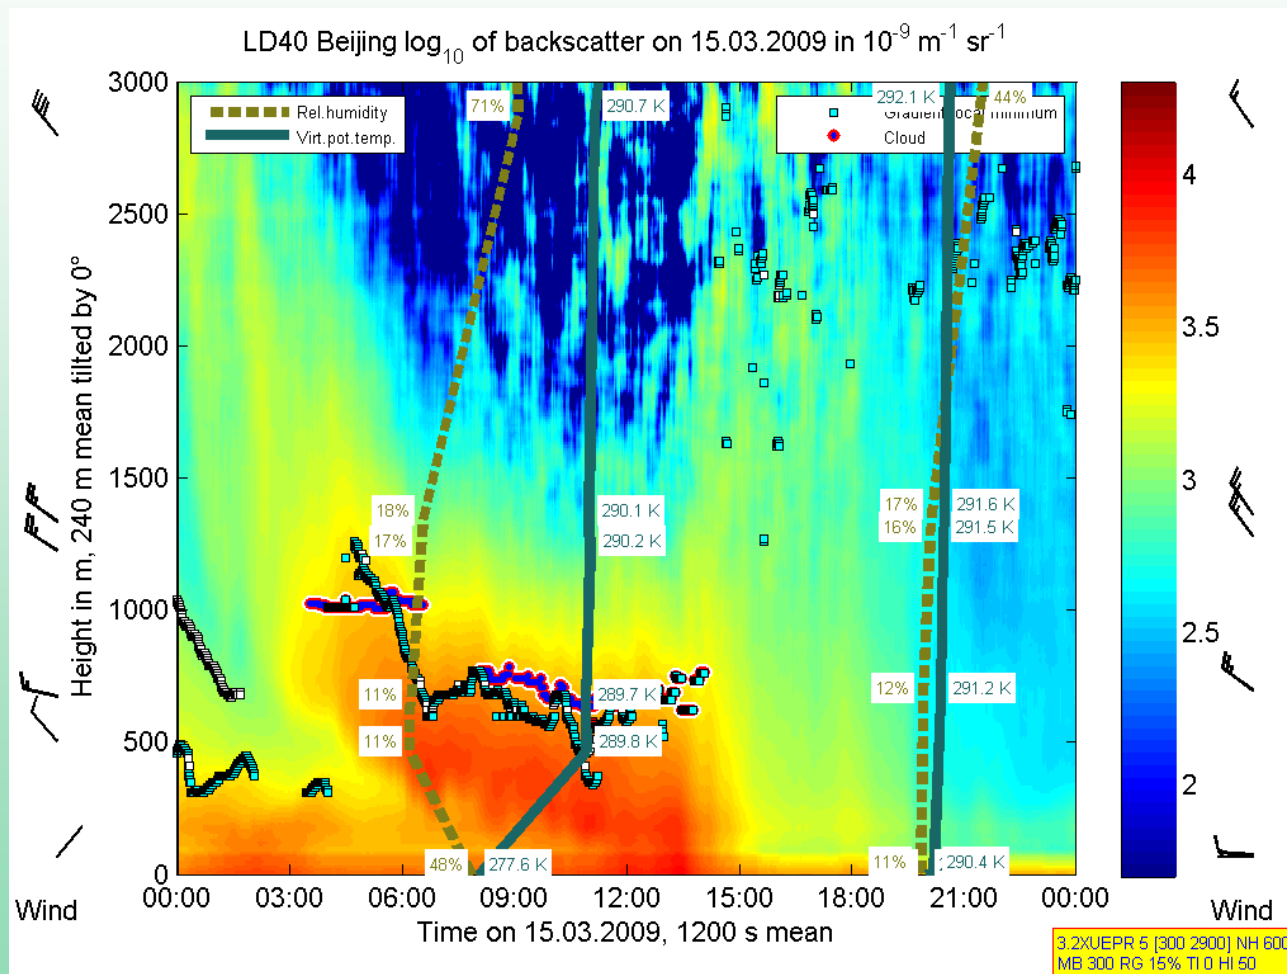 LD40 Beijing log10 of backscatter on 15.03.2009 in 10-9 m-1 sr-1
3000
2500
2000
1500
1000
500
0
Height in m, 240 m mean tilted by 0°
Rel.humidity
Virt.pot.temp.
Cloud
71%
290.7 K
292.1 K
44%
18%
290.1 K
17%
290.2 K
17%
291.6 K
16%
291.5 K
11%
289.7 K
12%
291.2 K
11%
289.8 K
48%
277.6 K
11%
290.4 K
4
3.5
3
2.5
2
00:00 03:00 06:00 09:00 12:00 15:00 18:00 21:00 00:00
Wind
Time on 15.03.2009, 1200 s mean
Wind
3.2XUEPR 5 [300 2900] NH 600
MB 300 RG 15% TI 0 HI 50